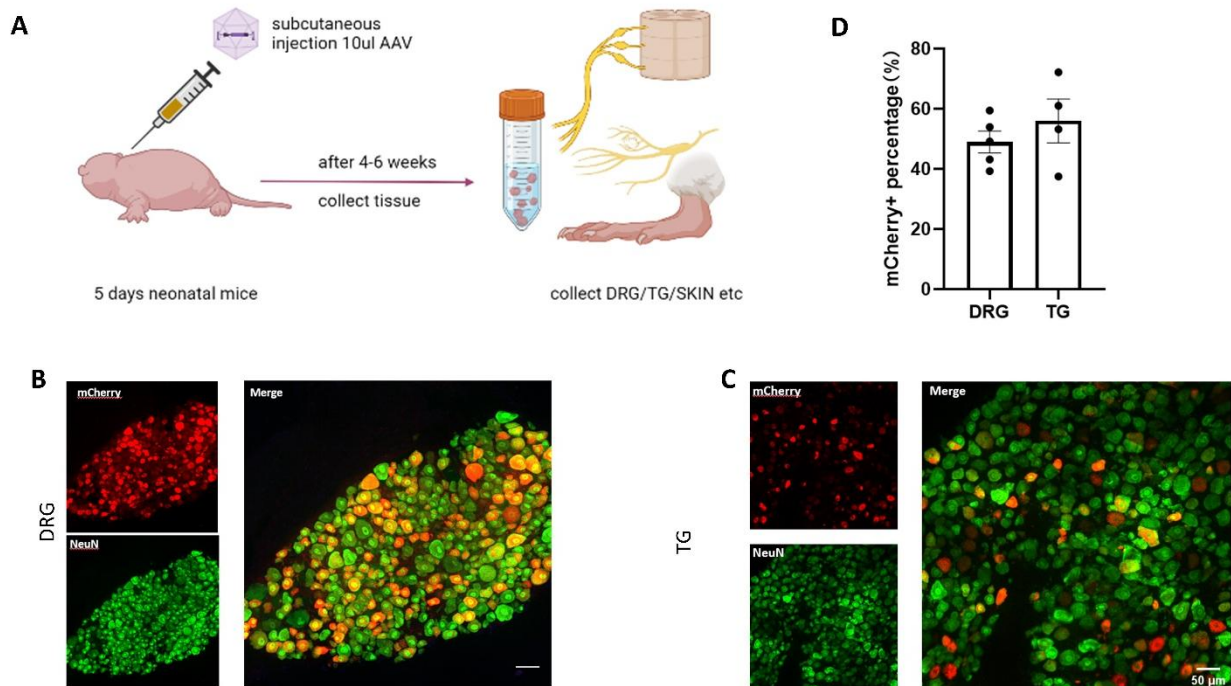 A
subcutaneous
injection 10ul AAV
after 4-6 weeks
collect tissue
5 days neonatal mice
collect DRG/TG/SKIN etc
D
mCherry+ percentage (%)
80
60
40
20
0
DRG
TG
B
DRG
mCherry
NeuN
Merge
C
TG
mCherry
NeuN
Merge
50 µm